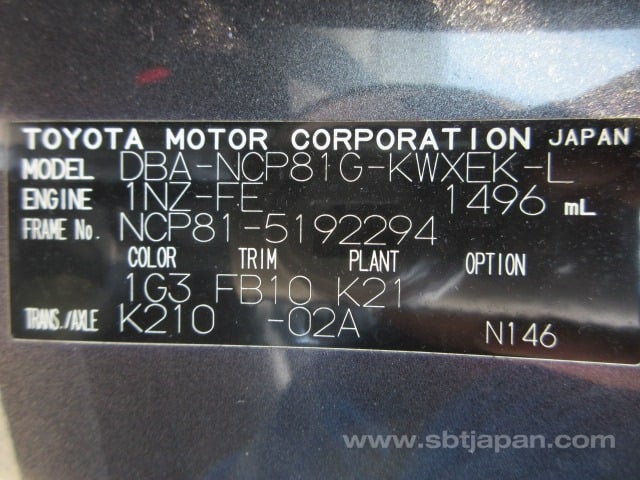 TOYOTA MOTOR CORPORATION JAPAN
MODEL DBA-NCP81G-KWXEK-L
ENGINE 1NZ-FE 1496 mL
FRAME No. NCP81-5192294
COLOR TRIM PLANT OPTION
1G3 FB10 K21
TRANS./AXLE K210 -02A N146
www.sbtjapan.com